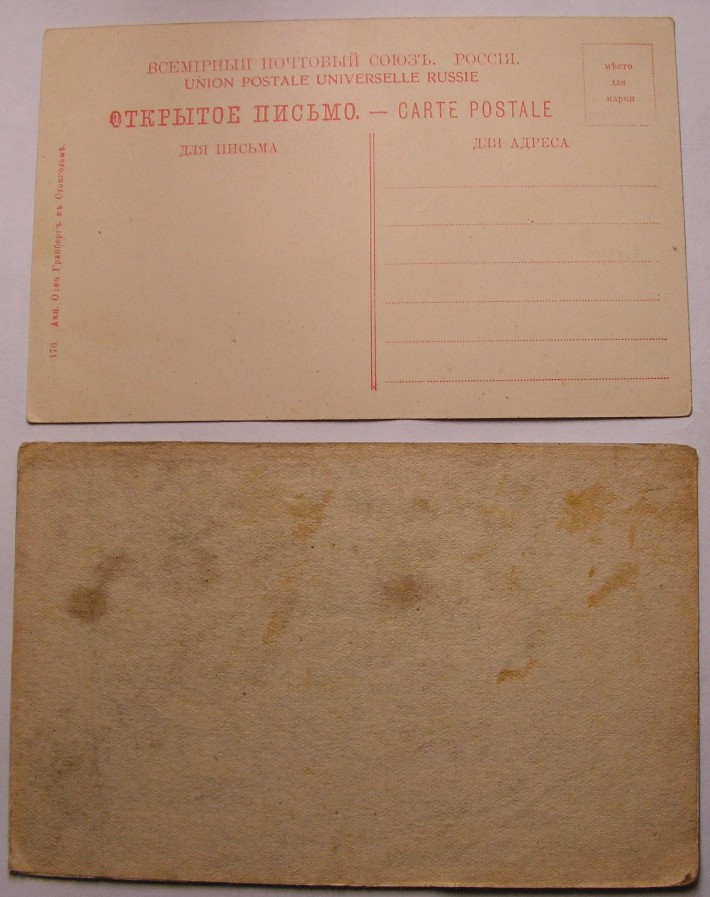 ВСЕМІРНЫЙ ПОЧТОВЫЙ СОЮЗЪ. РОССІЯ.
UNION POSTALE UNIVERSELLE RUSSIE
ОТКРЫТОЕ ПИСЬМО. — CARTE POSTALE
мѣсто
для
марки
ДЛЯ ПИСЬМА
ДЛЯ АДРЕСА
176 Акц. О-во Гранбергъ въ Стокгольмѣ.